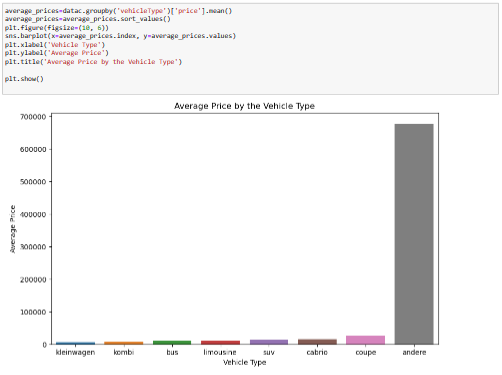 average_prices=datac.groupby('vehicleType')['price'].mean()
average_prices=average_prices.sort_values()
plt.figure(figsize=(10, 6))
sns.barplot(x=average_prices.index, y=average_prices.values)
plt.xlabel('Vehicle Type')
plt.ylabel('Average Price')
plt.title('Average Price by the Vehicle Type')
plt.show()
Average Price by the Vehicle Type
700000
600000
500000
400000
300000
200000
100000
0
Average Price
kleinwagen kombi bus limousine suv cabrio coupe andere
Vehicle Type